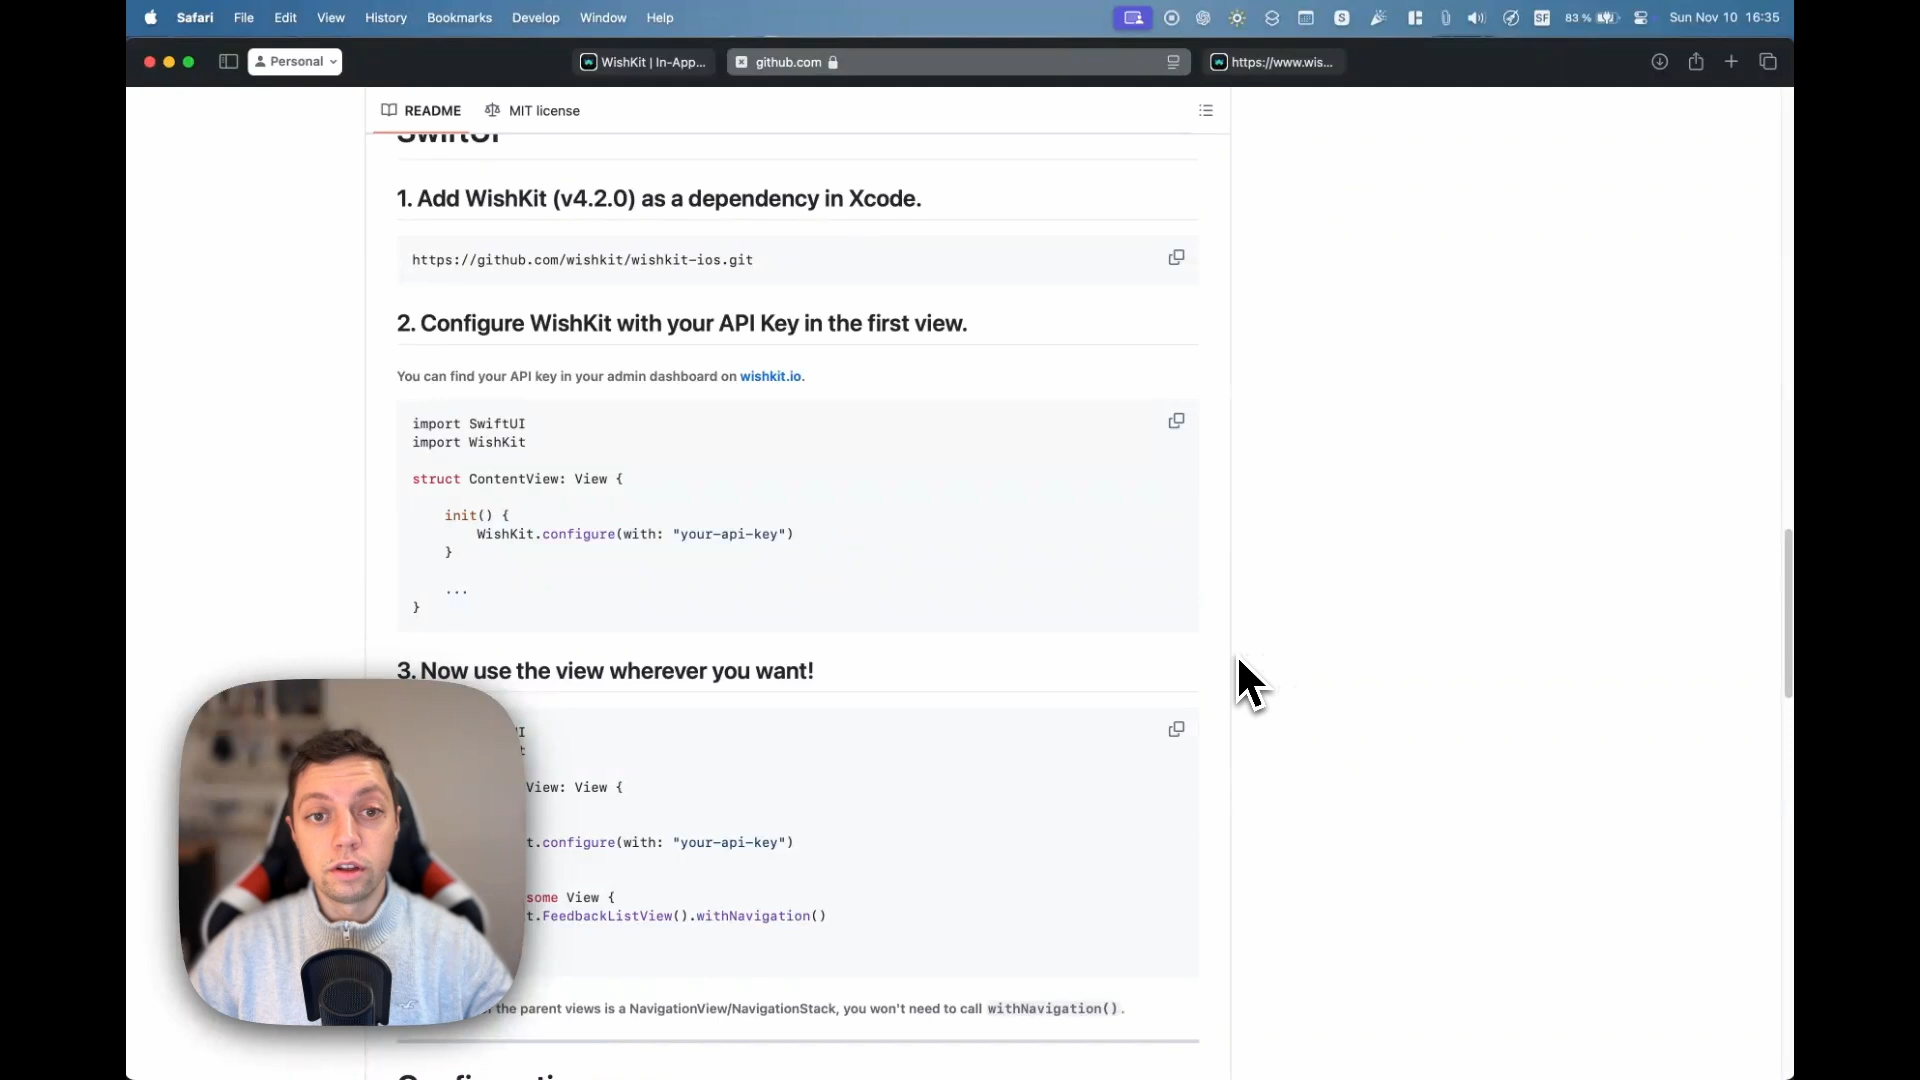 Safari File Edit View History Bookmarks Develop Window Help 83 % Sun Nov 10 16:35
Personal WishKit | In-App... github.com https://www.wis...
README MIT license
SwiftUI
1. Add WishKit (v4.2.0) as a dependency in Xcode.
https://github.com/wishkit/wishkit-ios.git
2. Configure WishKit with your API Key in the first view.
You can find your API key in your admin dashboard on wishkit.io.
import SwiftUI
import WishKit
struct ContentView: View {
init() {
WishKit.configure(with: "your-api-key")
}
...
}
3. Now use the view wherever you want!
I
t
View: View {
t.configure(with: "your-api-key")
some View {
t.FeedbackListView().withNavigation()
the parent views is a NavigationView/NavigationStack, you won't need to call withNavigation().